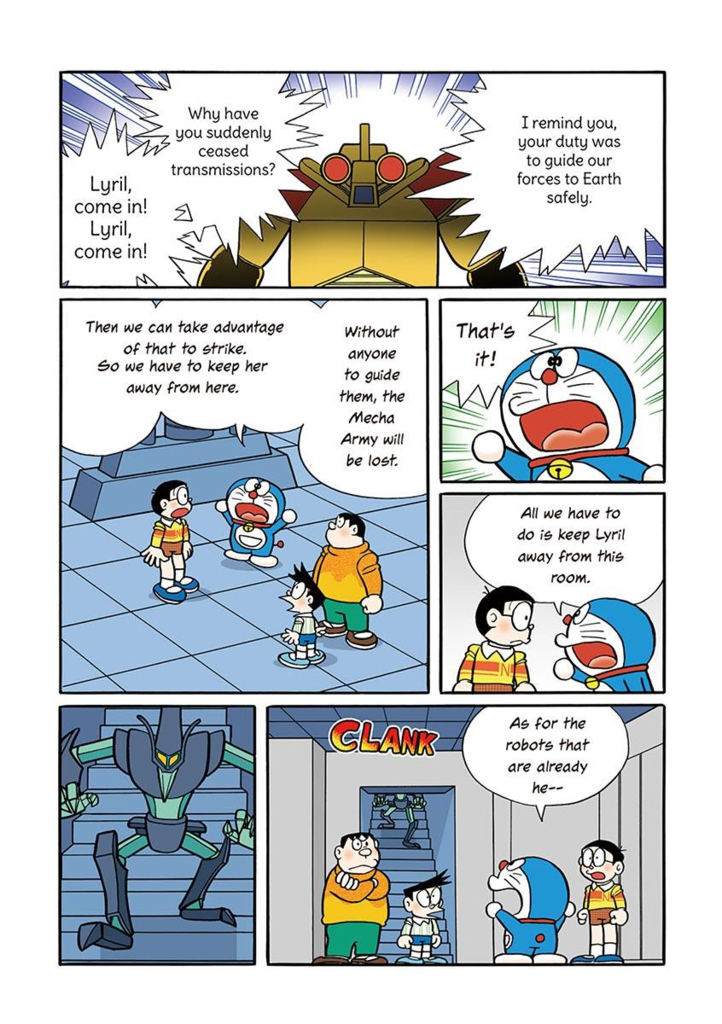 Why have
you suddenly
ceased
transmissions?
Lyril,
come in!
Lyril,
come in!
I remind you,
your duty was
to guide our
forces to Earth
safely.
Then we can take advantage
of that to strike.
So we have to keep her
away from here.
Without
anyone
to guide
them, the
Mecha
Army will
be lost.
That's
it!
All we have to
do is keep Lyril
away from this
room.
N
CLANK
As for the
robots that
are already
he--